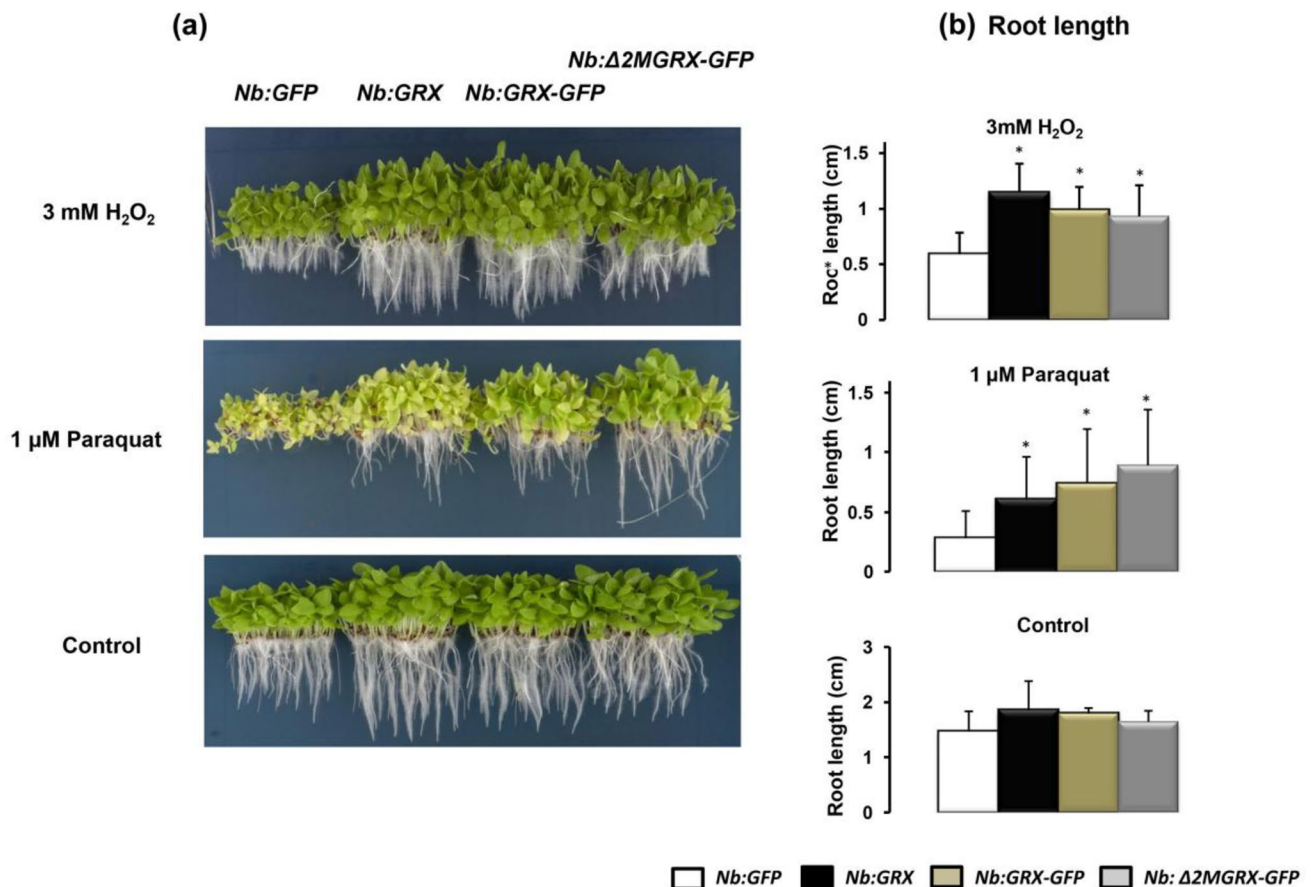 (a)
Nb:Δ2MGRX-GFP
Nb:GFP Nb:GRX Nb:GRX-GFP
3 mM H₂O₂
1 µM Paraquat
Control
(b) Root length
3mM H₂O₂
Roc* length (cm)
1.5
1
0.5
0
* * *
1 µM Paraquat
Root length (cm)
1.5
1
0.5
0
* * *
Control
Root length (cm)
3
2
1
0
Nb:GFP Nb:GRX Nb:GRX-GFP Nb: Δ2MGRX-GFP